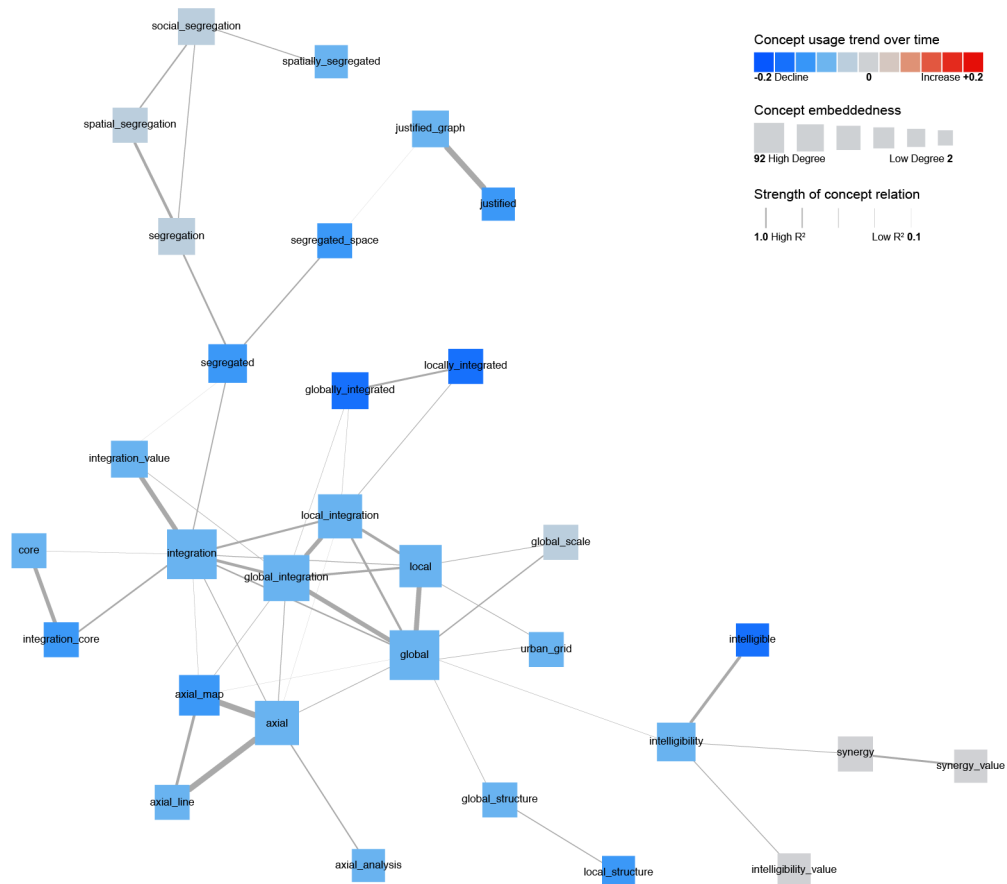 social_segregation
spatially_segregated
spatial_segregation
justified_graph
justified
segregation
segregated_space
segregated
locally_integrated
globally_integrated
integration_value
local_integration
core
integration
global_integration
local
global_scale
integration_core
global
urban_grid
axial_map
axial
intelligible
intelligibility
synergy
synergy_value
axial_line
global_structure
axial_analysis
local_structure
intelligibility_value
Concept usage trend over time
-0.2 Decline 0 Increase +0.2
Concept embeddedness
92 High Degree Low Degree 2
Strength of concept relation
1.0 High R² Low R² 0.1